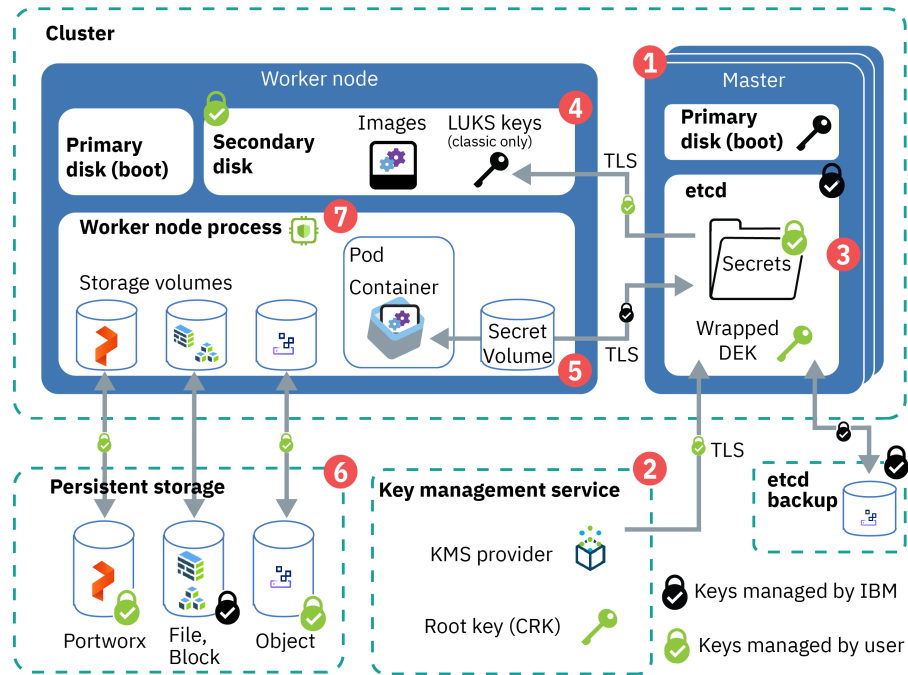 Cluster
Worker node
1
Master
Primary
disk (boot)
Secondary
disk
Images
LUKS keys
(classic only)
4
TLS
Primary
disk (boot)
etcd
Secrets
3
Wrapped
DEK
Worker node process
7
Storage volumes
Pod
Container
Secret
Volume
5
TLS
6
Persistent storage
Portworx
File,
Block
Object
2
Key management service
KMS provider
Root key (CRK)
TLS
etcd
backup
Keys managed by IBM
Keys managed by user